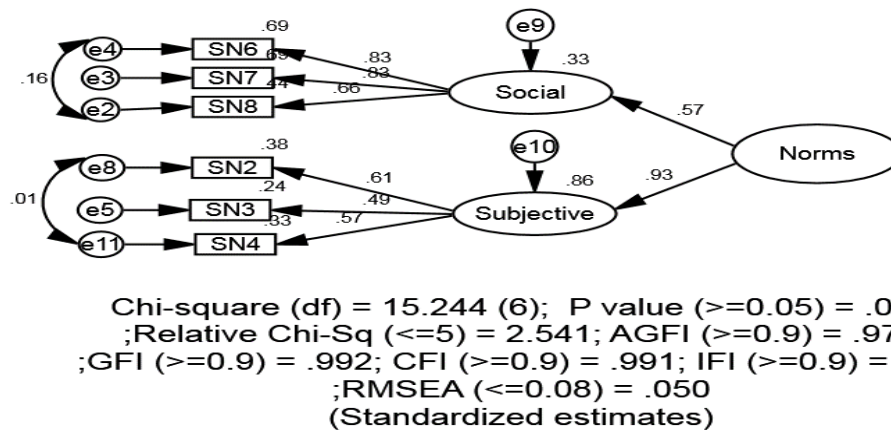 .69
e9
e4
SN6
.83
.33
.69
e3
SN7
.83
Social
.16
.44
.57
e2
SN8
.66
.38
e10
Norms
e8
SN2
.61
.86
.93
.24
.01
e5
SN3
.49
Subjective
.33
.57
e11
SN4
Chi-square (df) = 15.244 (6); P value (>=0.05) = .0
;Relative Chi-Sq (<=5) = 2.541; AGFI (>=0.9) = .97
;GFI (>=0.9) = .992; CFI (>=0.9) = .991; IFI (>=0.9) =
;RMSEA (<=0.08) = .050
(Standardized estimates)